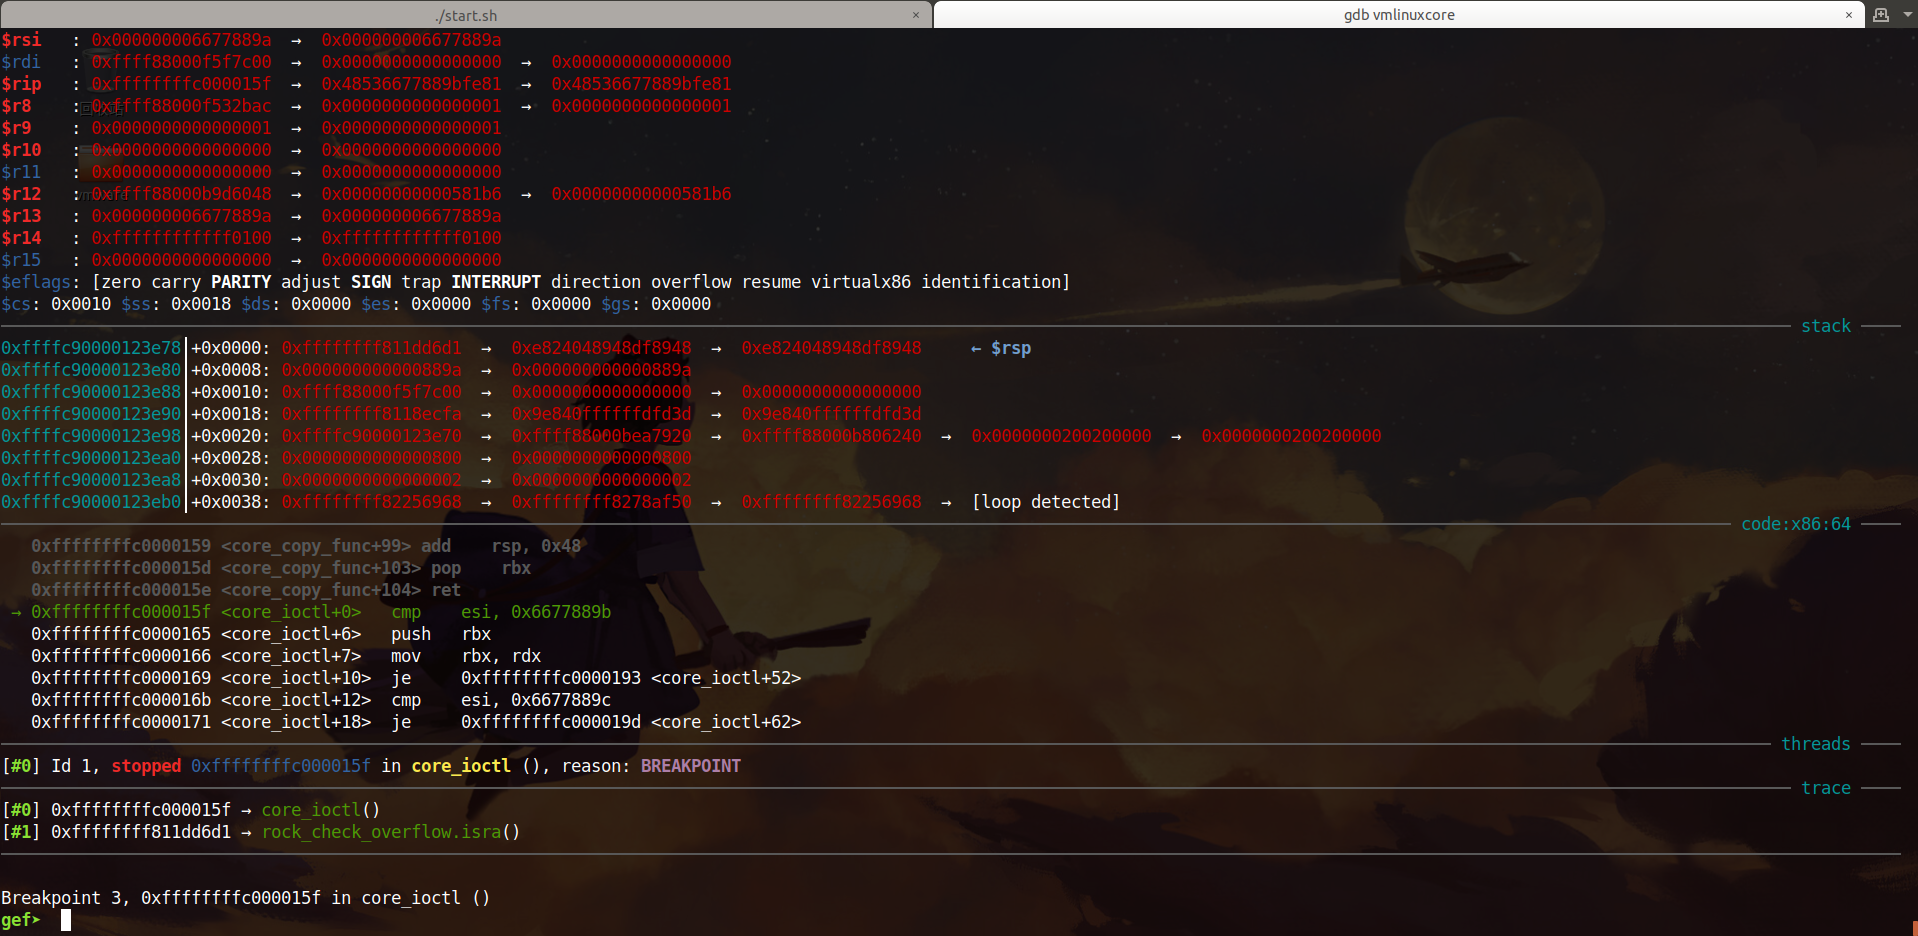 ./start.sh ×
gdb vmlinuxcore ×
$rsi : 0x000000006677889a → 0x000000006677889a
$rdi : 0xffff88000f5f7c00 → 0x0000000000000000 → 0x0000000000000000
$rip : 0xffffffffc000015f → 0x48536677889bfe81 → 0x48536677889bfe81
$r8 : 0xffff88000f532bac → 0x0000000000000001 → 0x0000000000000001
回收站
$r9 : 0x0000000000000001 → 0x0000000000000001
$r10 : 0x0000000000000000 → 0x0000000000000000
$r11 : 0x0000000000000000 → 0x0000000000000000
$r12 : 0xffff88000b9d6048 → 0x00000000000581b6 → 0x00000000000581b6
$r13 : 0x000000006677889a → 0x000000006677889a
$r14 : 0xffffffffffff0100 → 0xffffffffffff0100
$r15 : 0x0000000000000000 → 0x0000000000000000
$eflags: [zero carry PARITY adjust SIGN trap INTERRUPT direction overflow resume virtualx86 identification]
$cs: 0x0010 $ss: 0x0018 $ds: 0x0000 $es: 0x0000 $fs: 0x0000 $gs: 0x0000
stack
0xffffc90000123e78│+0x0000: 0xffffffff811dd6d1 → 0xe824048948df8948 → 0xe824048948df8948 ← $rsp
0xffffc90000123e80│+0x0008: 0x000000000000889a → 0x000000000000889a
0xffffc90000123e88│+0x0010: 0xffff88000f5f7c00 → 0x0000000000000000 → 0x0000000000000000
0xffffc90000123e90│+0x0018: 0xffffffff8118ecfa → 0x9e840ffffffdfd3d → 0x9e840ffffffdfd3d
0xffffc90000123e98│+0x0020: 0xffffc90000123e70 → 0xffff88000bea7920 → 0xffff88000b806240 → 0x0000000200200000 → 0x0000000200200000
0xffffc90000123ea0│+0x0028: 0x0000000000000800 → 0x0000000000000800
0xffffc90000123ea8│+0x0030: 0x0000000000000002 → 0x0000000000000002
0xffffc90000123eb0│+0x0038: 0xffffffff82256968 → 0xffffffff8278af50 → 0xffffffff82256968 → [loop detected]
code:x86:64
0xffffffffc0000159 <core_copy_func+99> add rsp, 0x48
0xffffffffc000015d <core_copy_func+103> pop rbx
0xffffffffc000015e <core_copy_func+104> ret
→ 0xffffffffc000015f <core_ioctl+0> cmp esi, 0x6677889b
0xffffffffc0000165 <core_ioctl+6> push rbx
0xffffffffc0000166 <core_ioctl+7> mov rbx, rdx
0xffffffffc0000169 <core_ioctl+10> je 0xffffffffc0000193 <core_ioctl+52>
0xffffffffc000016b <core_ioctl+12> cmp esi, 0x6677889c
0xffffffffc0000171 <core_ioctl+18> je 0xffffffffc000019d <core_ioctl+62>
threads
[#0] Id 1, stopped 0xffffffffc000015f in core_ioctl (), reason: BREAKPOINT
trace
[#0] 0xffffffffc000015f → core_ioctl()
[#1] 0xffffffff811dd6d1 → rock_check_overflow.isra()
Breakpoint 3, 0xffffffffc000015f in core_ioctl ()
gef➤